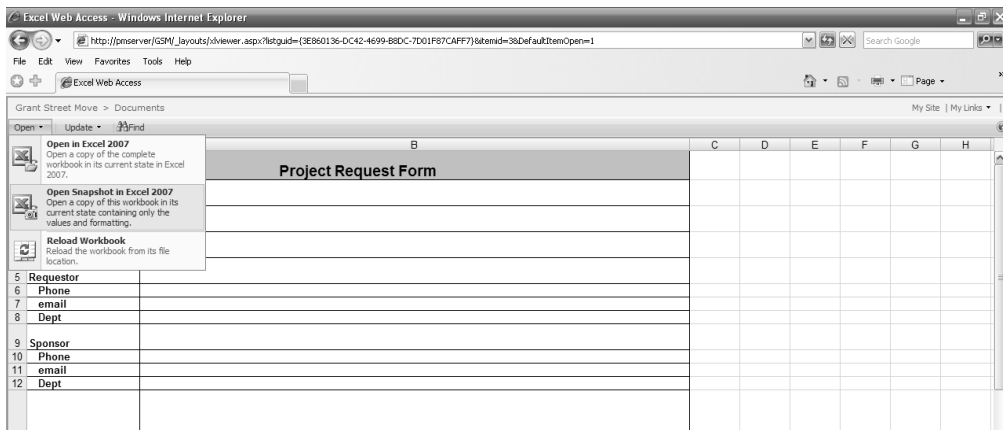 Excel Web Access - Windows Internet Explorer
http://pmserver/GSM/_layouts/xlviewer.aspx?listguid={3E860136-DC42-4699-B8DC-7D01F87CAFF7}&itemid=3&DefaultItemOpen=1
Search Google
File Edit View Favorites Tools Help
Excel Web Access
Page
Grant Street Move > Documents
My Site | My Links
Open Update Find
Open in Excel 2007
Open a copy of the complete
workbook in its current state in Excel
2007.
Open Snapshot in Excel 2007
Open a copy of this workbook in its
current state containing only the
values and formatting.
Reload Workbook
Reload the workbook from its file
location.
B C D E F G H
Project Request Form
5 Requestor
6 Phone
7 email
8 Dept
9 Sponsor
10 Phone
11 email
12 Dept